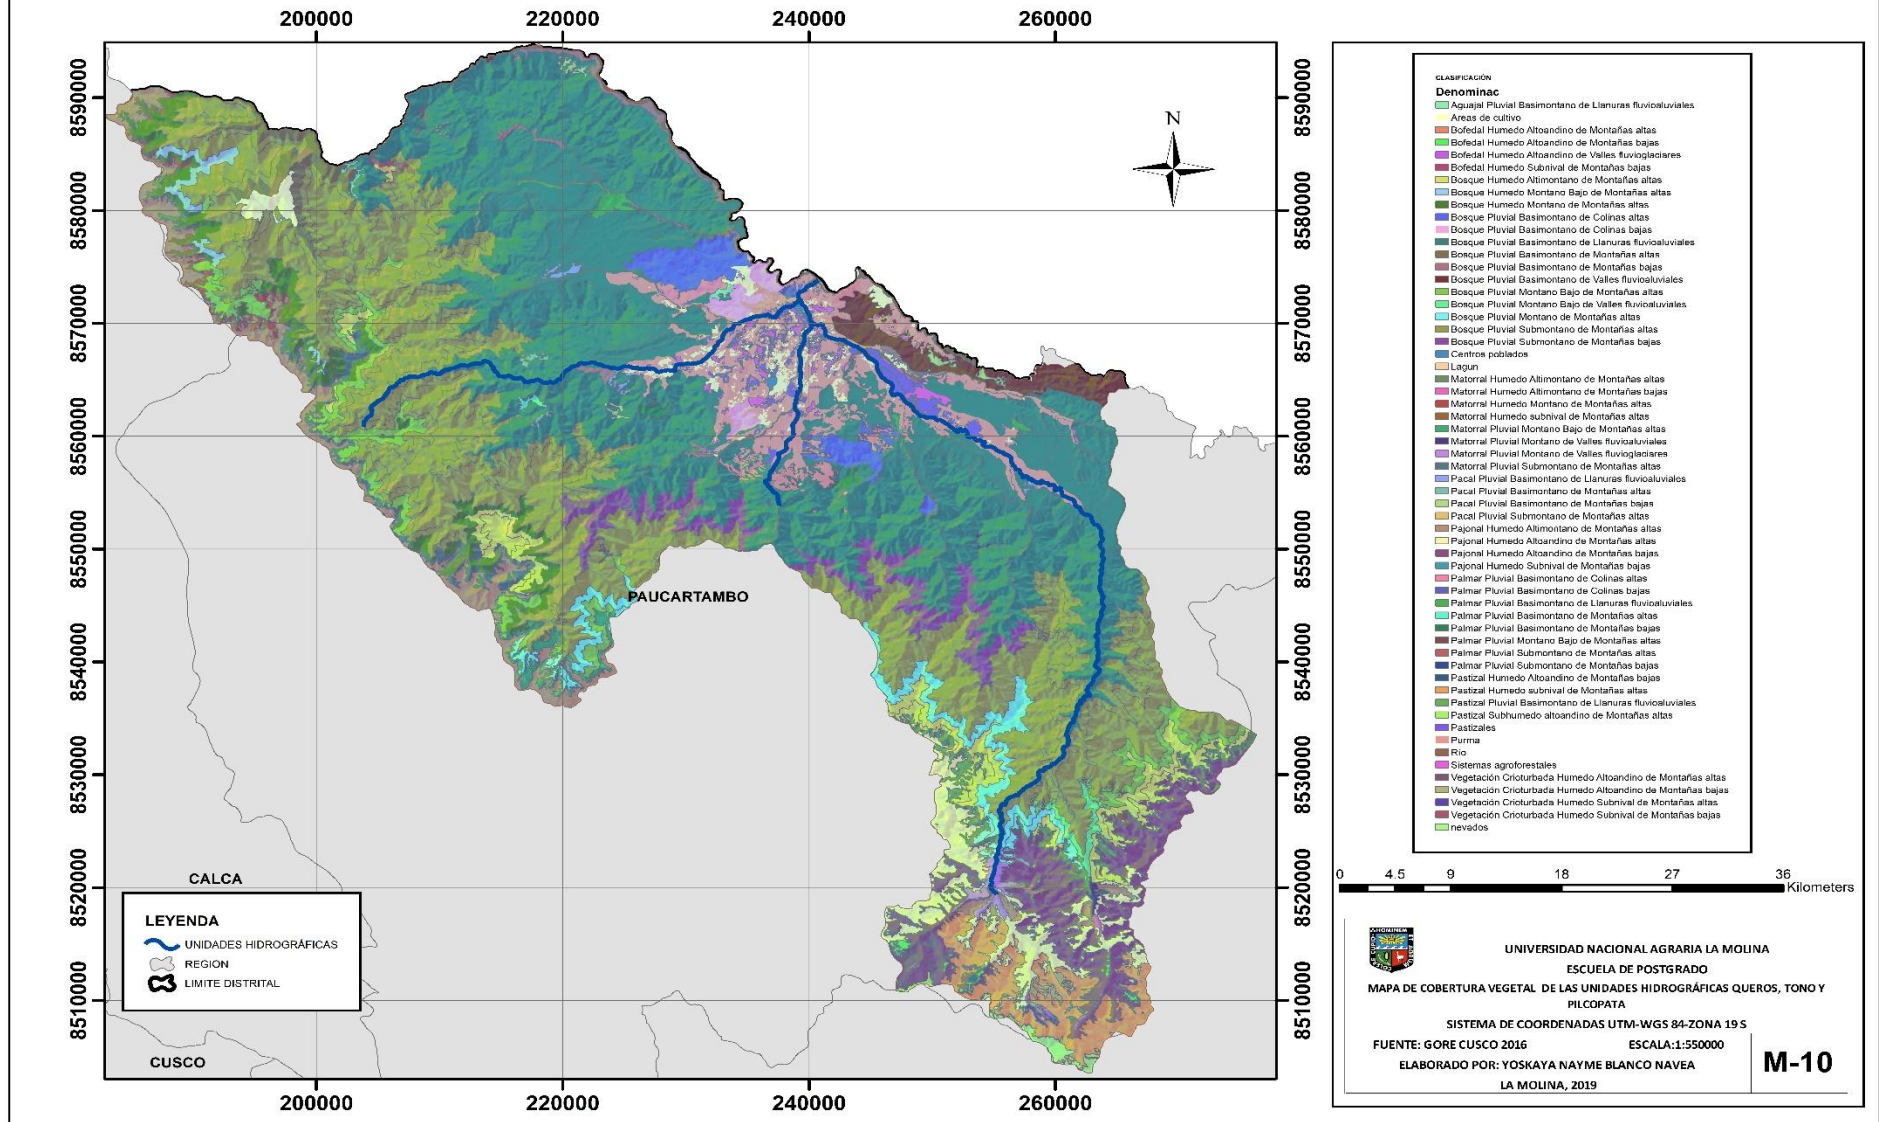 200000
220000
240000
260000
8590000
8580000
8570000
8560000
8550000
8540000
8530000
8520000
8510000
8590000
8580000
8570000
8560000
8550000
8540000
8530000
8520000
8510000
N
PAUCARTAMBO
CALCA
CUSCO
LEYENDA
UNIDADES HIDROGRÁFICAS
REGION
LIMITE DISTRITAL
200000
220000
240000
260000
CLASIFICACIÓN
Denominac
Aguajal Pluvial Basimontano de Llanuras fluvioaluviales
Areas de cultivo
Bofedal Humedo Altoandino de Montañas altas
Bofedal Humedo Altoandino de Montañas bajas
Bofedal Humedo Altoandino de Valles fluvioglaciares
Bofedal Humedo Subnival de Montañas bajas
Bosque Humedo Altimontano de Montañas altas
Bosque Humedo Montano Bajo de Montañas altas
Bosque Humedo Montano de Montañas altas
Bosque Pluvial Basimontano de Colinas altas
Bosque Pluvial Basimontano de Colinas bajas
Bosque Pluvial Basimontano de Llanuras fluvioaluviales
Bosque Pluvial Basimontano de Montañas altas
Bosque Pluvial Basimontano de Montañas bajas
Bosque Pluvial Basimontano de Valles fluvioaluviales
Bosque Pluvial Montano Bajo de Montañas altas
Bosque Pluvial Montano Bajo de Valles fluvioaluviales
Bosque Pluvial Montano de Montañas altas
Bosque Pluvial Submontano de Montañas altas
Bosque Pluvial Submontano de Montañas bajas
Centros poblados
Lagun
Matorral Humedo Altimontano de Montañas altas
Matorral Humedo Altimontano de Montañas bajas
Matorral Humedo Montano de Montañas altas
Matorral Humedo subnival de Montañas altas
Matorral Pluvial Montano Bajo de Montañas altas
Matorral Pluvial Montano de Valles fluvioaluviales
Matorral Pluvial Montano de Valles fluvioglaciares
Matorral Pluvial Submontano de Montañas altas
Pacal Pluvial Basimontano de Llanuras fluvioaluviales
Pacal Pluvial Basimontano de Montañas altas
Pacal Pluvial Basimontano de Montañas bajas
Pacal Pluvial Submontano de Montañas altas
Pajonal Humedo Altimontano de Montañas altas
Pajonal Humedo Altoandino de Montañas altas
Pajonal Humedo Altoandino de Montañas bajas
Pajonal Humedo Subnival de Montañas bajas
Palmar Pluvial Basimontano de Colinas altas
Palmar Pluvial Basimontano de Colinas bajas
Palmar Pluvial Basimontano de Llanuras fluvioaluviales
Palmar Pluvial Basimontano de Montañas altas
Palmar Pluvial Basimontano de Montañas bajas
Palmar Pluvial Montano Bajo de Montañas altas
Palmar Pluvial Submontano de Montañas altas
Palmar Pluvial Submontano de Montañas bajas
Pastizal Humedo Altoandino de Montañas bajas
Pastizal Humedo subnival de Montañas altas
Pastizal Pluvial Basimontano de Llanuras fluvioaluviales
Pastizal Subhumedo altoandino de Montañas altas
Pastizales
Purma
Río
Sistemas agroforestales
Vegetación Crioturbada Humedo Altoandino de Montañas altas
Vegetación Crioturbada Humedo Altoandino de Montañas bajas
Vegetación Crioturbada Humedo Subnival de Montañas altas
Vegetación Crioturbada Humedo Subnival de Montañas bajas
nevados
0 4.5 9 18 27 36
Kilometers
UNIVERSIDAD NACIONAL AGRARIA LA MOLINA
ESCUELA DE POSTGRADO
MAPA DE COBERTURA VEGETAL DE LAS UNIDADES HIDROGRÁFICAS QUEROS, TONO Y
PILCOPATA
SISTEMA DE COORDENADAS UTM-WGS 84-ZONA 19 S
FUENTE: GORE CUSCO 2016 ESCALA:1:550000
ELABORADO POR: YOSKAYA NAYME BLANCO NAVEA
LA MOLINA, 2019
M-10